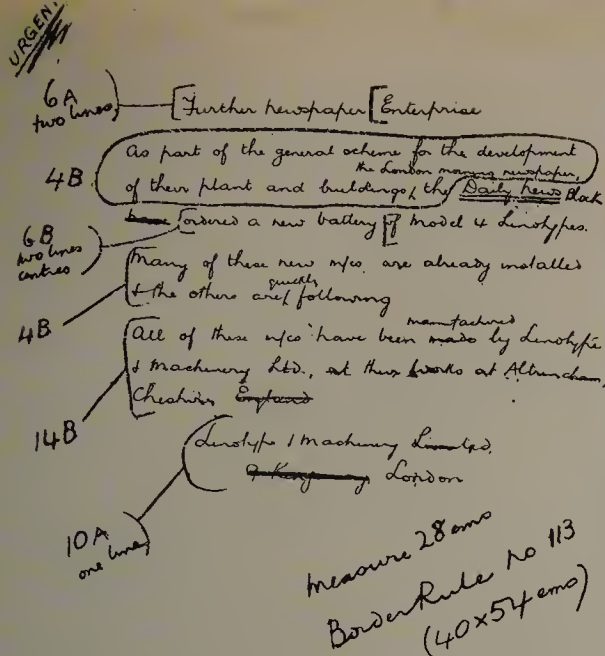 URGENT
6A
two lines
[Further newspaper [Enterprise
4B
As part of the general scheme for the development
the London morning newspaper,
of their plant and buildings, the Daily News Black
[ordered a new battery [of Model 4 Linotypes.
6B
two lines
centres
Many of these new m/cs are already installed
quickly
& the others are following
4B
manufactured
All of these m/cs have been made by Linotype
& Machinery Ltd., at their works at Altrincham,
Cheshire England
14B
Linotype & Machinery Limited.
9 Kingsway London
10A
one line
measure 28 ems
Border Rule no 113
(40x54 ems)